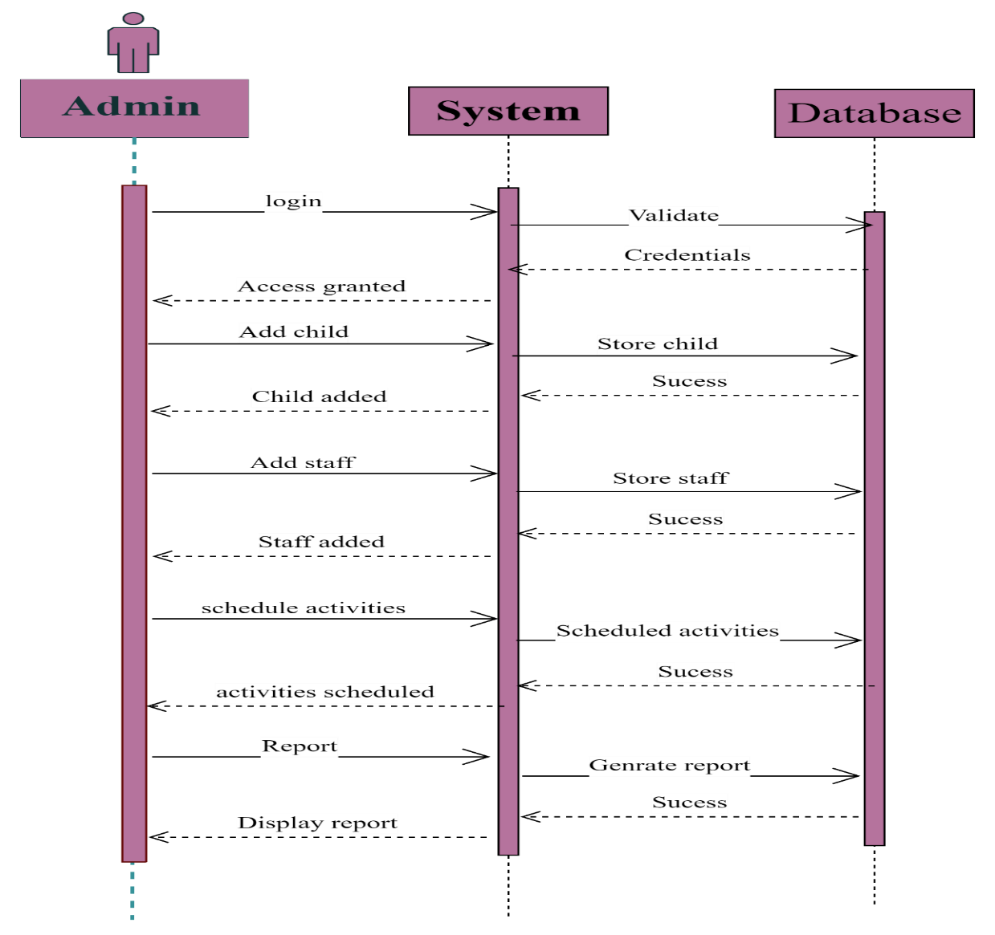 Admin
System
Database
login
Validate
Credentials
Access granted
Add child
Store child
Sucess
Child added
Add staff
Store staff
Sucess
Staff added
schedule activities
Scheduled activities
Sucess
activities scheduled
Report
Genrate report
Sucess
Display report